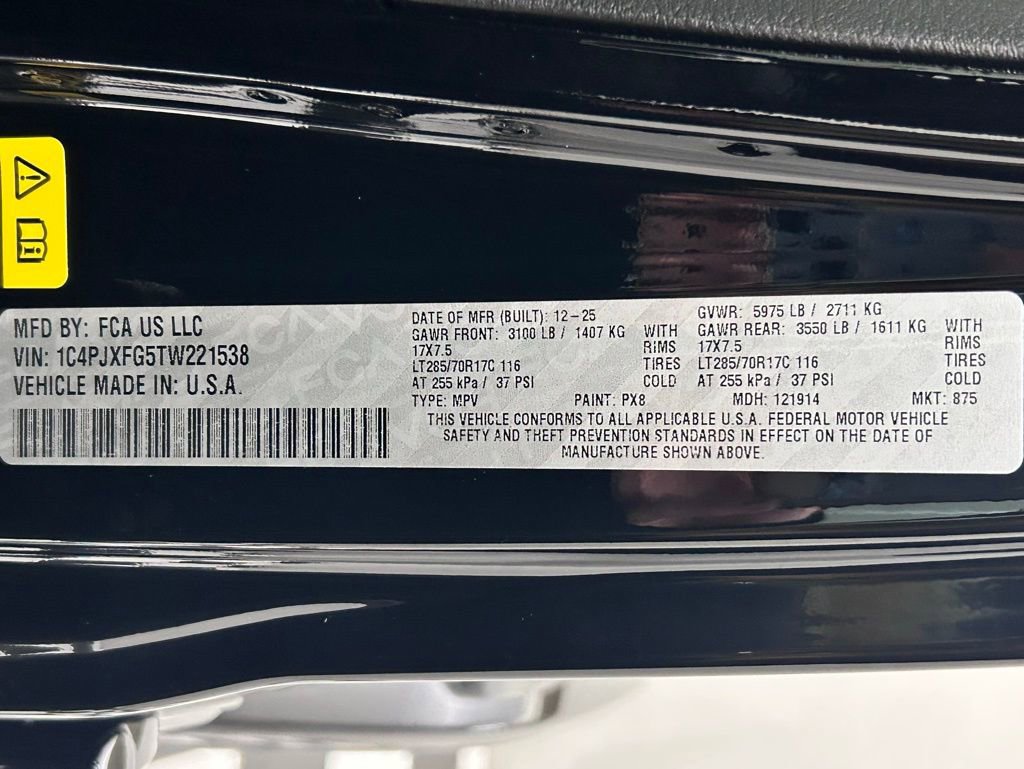 MFD BY: FCA US LLC
VIN: 1C4PJXFG5TW221538
VEHICLE MADE IN: U.S.A.
DATE OF MFR (BUILT): 12-25 GVWR: 5975 LB / 2711 KG
GAWR FRONT: 3100 LB / 1407 KG WITH GAWR REAR: 3550 LB / 1611 KG WITH
17X7.5 RIMS 17X7.5 RIMS
LT285/70R17C 116 TIRES LT285/70R17C 116 TIRES
AT 255 kPa / 37 PSI COLD AT 255 kPa / 37 PSI COLD
TYPE: MPV PAINT: PX8 MDH: 121914 MKT: 875
THIS VEHICLE CONFORMS TO ALL APPLICABLE U.S.A. FEDERAL MOTOR VEHICLE
SAFETY AND THEFT PREVENTION STANDARDS IN EFFECT ON THE DATE OF
MANUFACTURE SHOWN ABOVE.